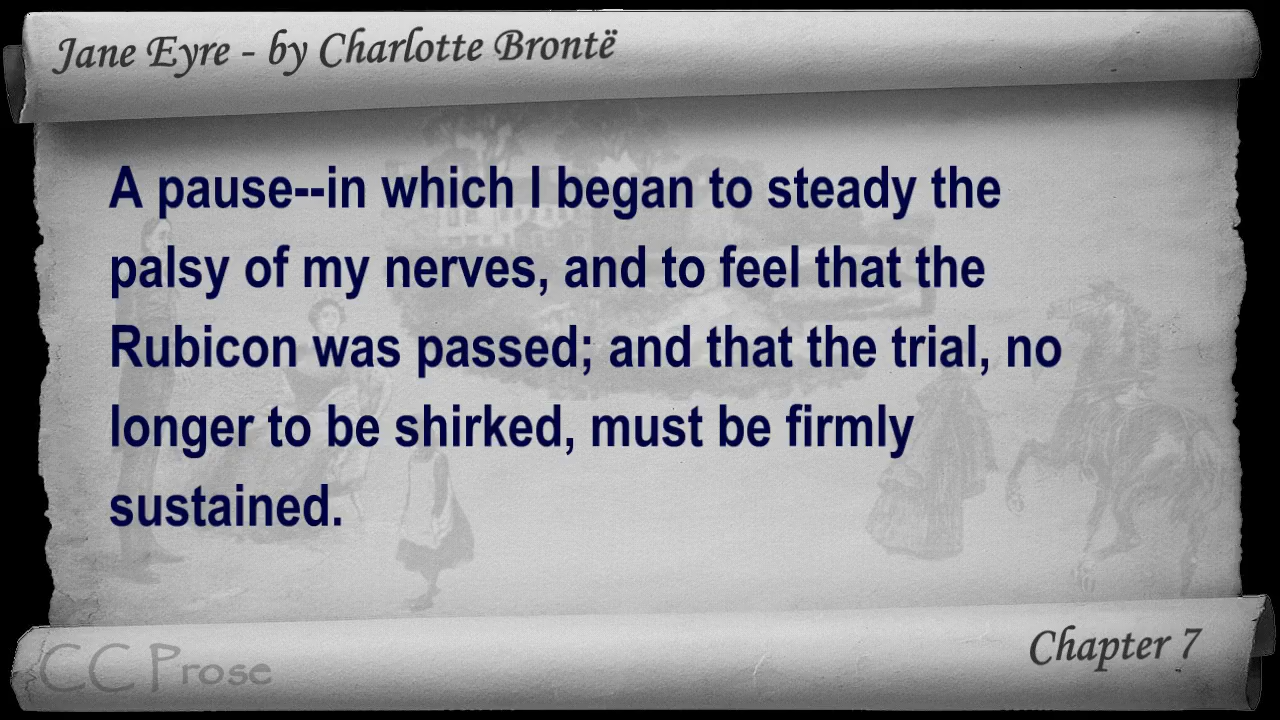 Jane Eyre - by Charlotte Brontë
A pause--in which I began to steady the
palsy of my nerves, and to feel that the
Rubicon was passed; and that the trial, no
longer to be shirked, must be firmly
sustained.
CC Prose
Chapter 7